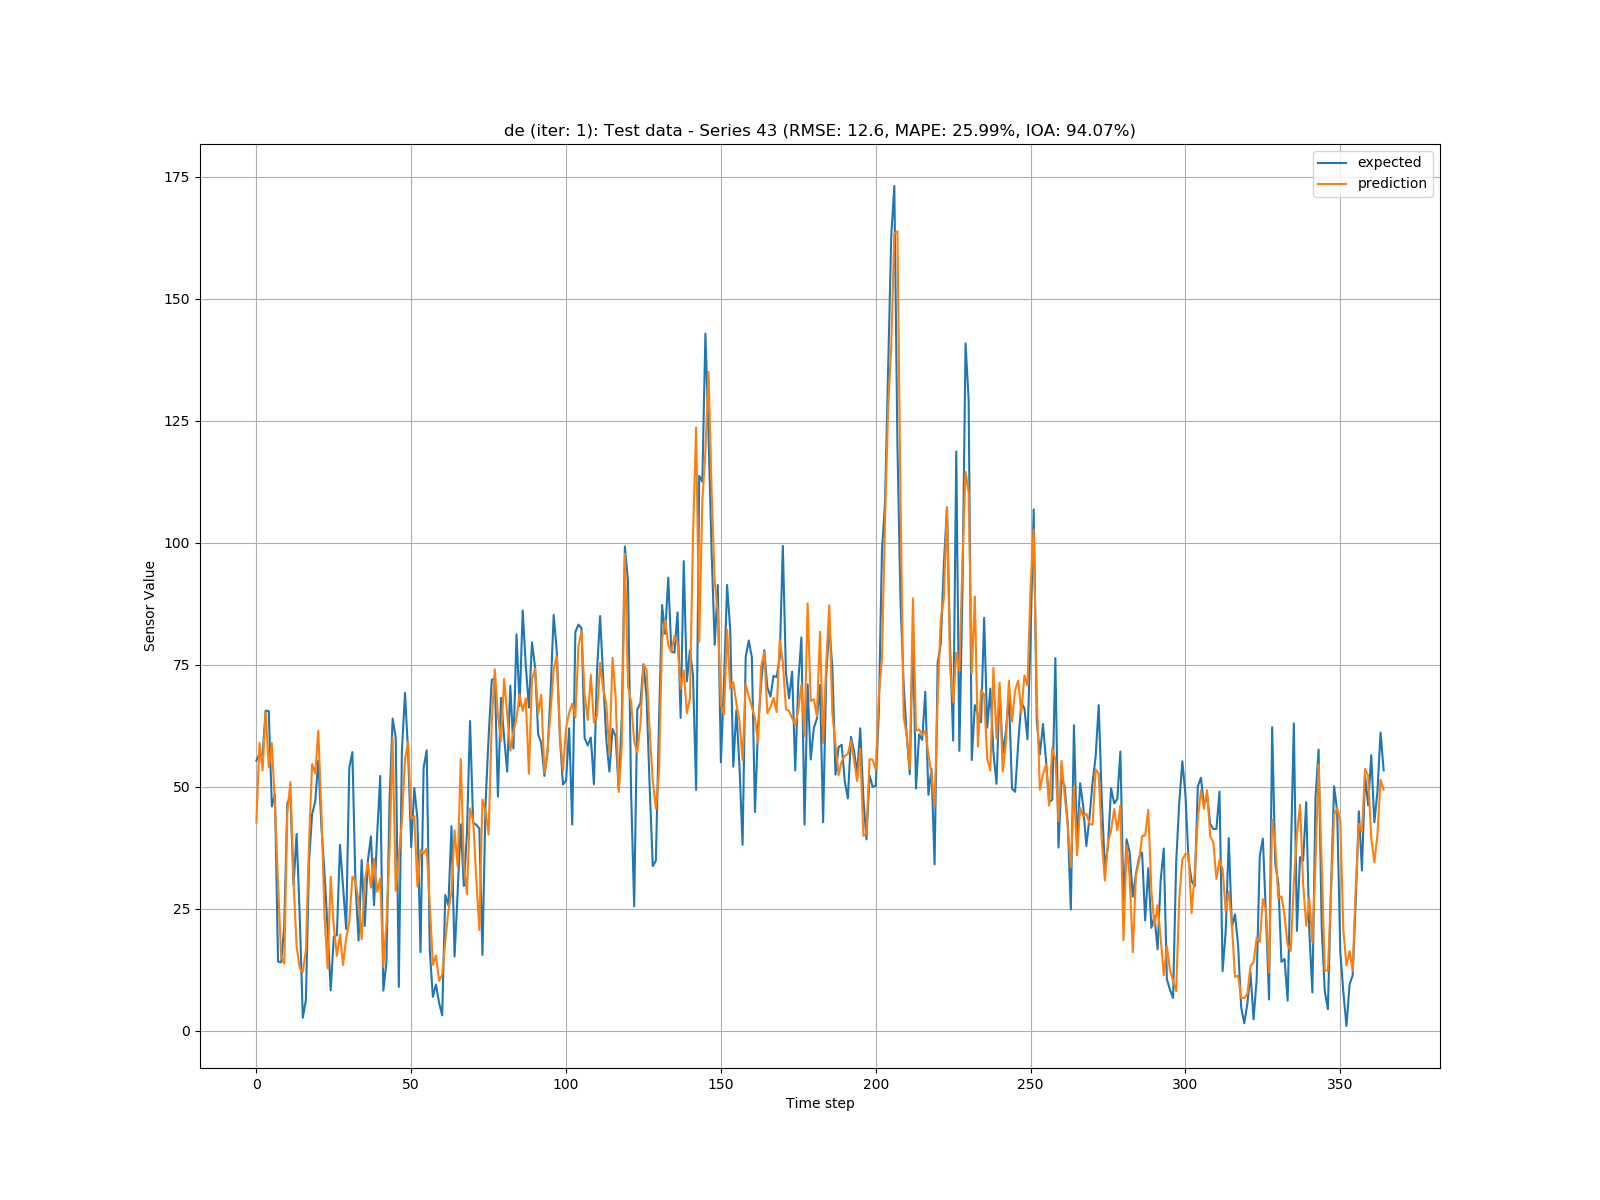 de (iter: 1): Test data - Series 43 (RMSE: 12.6, MAPE: 25.99%, IOA: 94.07%)
expected
prediction
175
150
125
100
75
50
25
0
Sensor Value
0 50 100 150 200 250 300 350
Time step